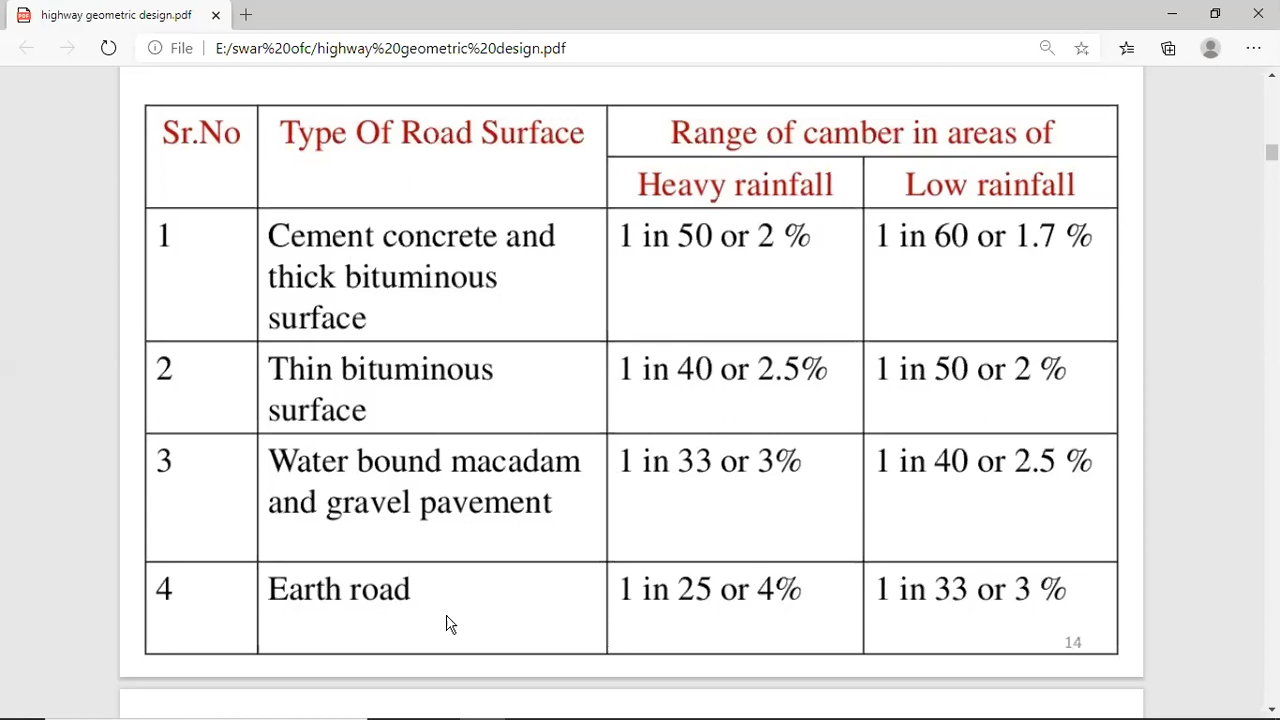 highway geometric design.pdf
File
E:/swar%20ofc/highway%20geometric%20design.pdf
Sr.No
Type Of Road Surface
Range of camber in areas of
Heavy rainfall
Low rainfall
1
Cement concrete and
thick bituminous
surface
1 in 50 or 2 %
1 in 60 or 1.7 %
2
Thin bituminous
surface
1 in 40 or 2.5%
1 in 50 or 2 %
3
Water bound macadam
and gravel pavement
1 in 33 or 3%
1 in 40 or 2.5 %
4
Earth road
1 in 25 or 4%
1 in 33 or 3 %
14